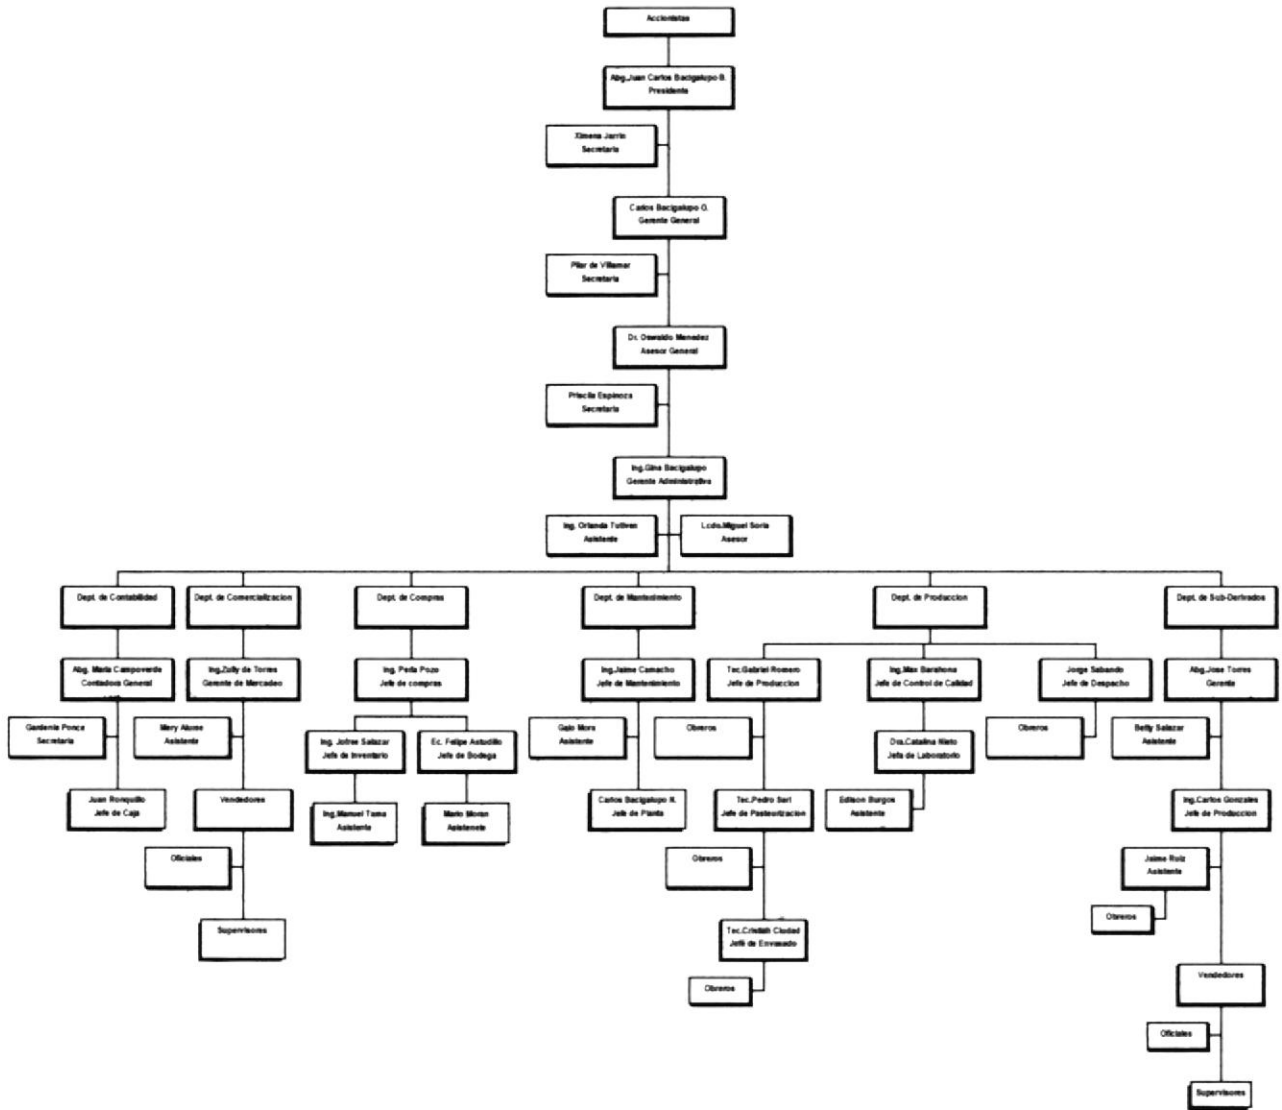 Accionistas
Abg.Juan Carlos Bacigalupo B.
Presidente
Ximena Jarrin
Secretaria
Carlos Bacigalupo O.
Gerente General
Pilar de Villamar
Secretaria
Dr. Oswaldo Menedez
Asesor General
Priscila Espinoza
Secretaria
Ing.Gina Bacigalupo
Gerente Administrativa
Ing. Orlanda Tutiven
Asistente
Lcdo.Miguel Soria
Asesor
Dept. de Contabilidad
Dept. de Comercializacion
Dept. de Compras
Dept. de Mantenimiento
Dept. de Produccion
Dept. de Sub-Derivados
Abg. Maria Campoverde
Contadora General
Ing.Zolly de Torres
Gerente de Mercadeo
Ing. Perla Pozo
Jefe de compras
Ing.Jaime Camacho
Jefe de Mantenimiento
Tec.Gabriel Romero
Jefe de Produccion
Ing.Max Barahona
Jefe de Control de Calidad
Jorge Sabando
Jefe de Despacho
Abg.Jose Torres
Gerente
Gardenia Ponce
Secretaria
Mery Alume
Asistente
Ing. Jofree Salazar
Jefe de Inventario
Ec. Felipe Astudillo
Jefe de Bodega
Galo Mora
Asistente
Obreros
Dra.Catalina Nieto
Jefa de Laboratorio
Obreros
Betty Salazar
Asistente
Juan Ronquillo
Jefe de Caja
Vendedores
Ing.Manuel Tama
Asistente
Mario Moran
Asistenete
Carlos Bacigalupo N.
Jefe de Planta
Tec.Pedro Sarl
Jefe de Pasteurizacion
Edison Burgos
Asistente
Ing.Carlos Gonzales
Jefe de Produccion
Oficiales
Obreros
Jaime Ruiz
Asistente
Supervisores
Tec.Cristian Ciudad
Jefe de Envasado
Obreros
Obreros
Vendedores
Oficiales
Supervisores